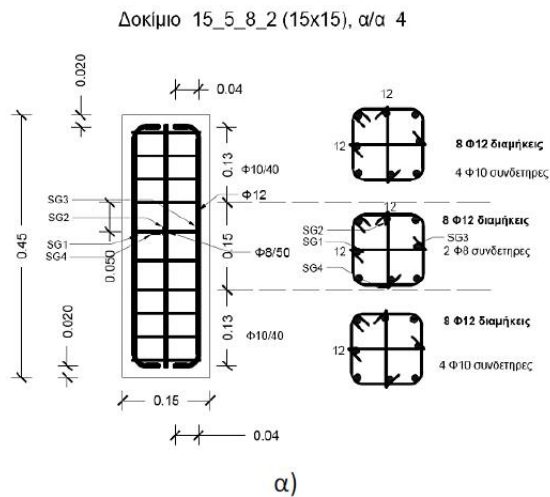 Δοκίμιο 15_5_8_2 (15x15), α/α 4
0.020
0.04
12
0.13
Φ10/40
12
8 Φ12 διαμήκεις
4 Φ10 συνδετηρες
SG3
Φ12
SG2
0.45
SG1
SG4
0.050
0.15
Φ8/50
12
SG2
SG1
8 Φ12 διαμήκεις
SG3
12
2 Φ8 συνδετηρες
SG4
0.020
0.13
Φ10/40
8 Φ12 διαμήκεις
12
4 Φ10 συνδετηρες
0.15
0.04
α)